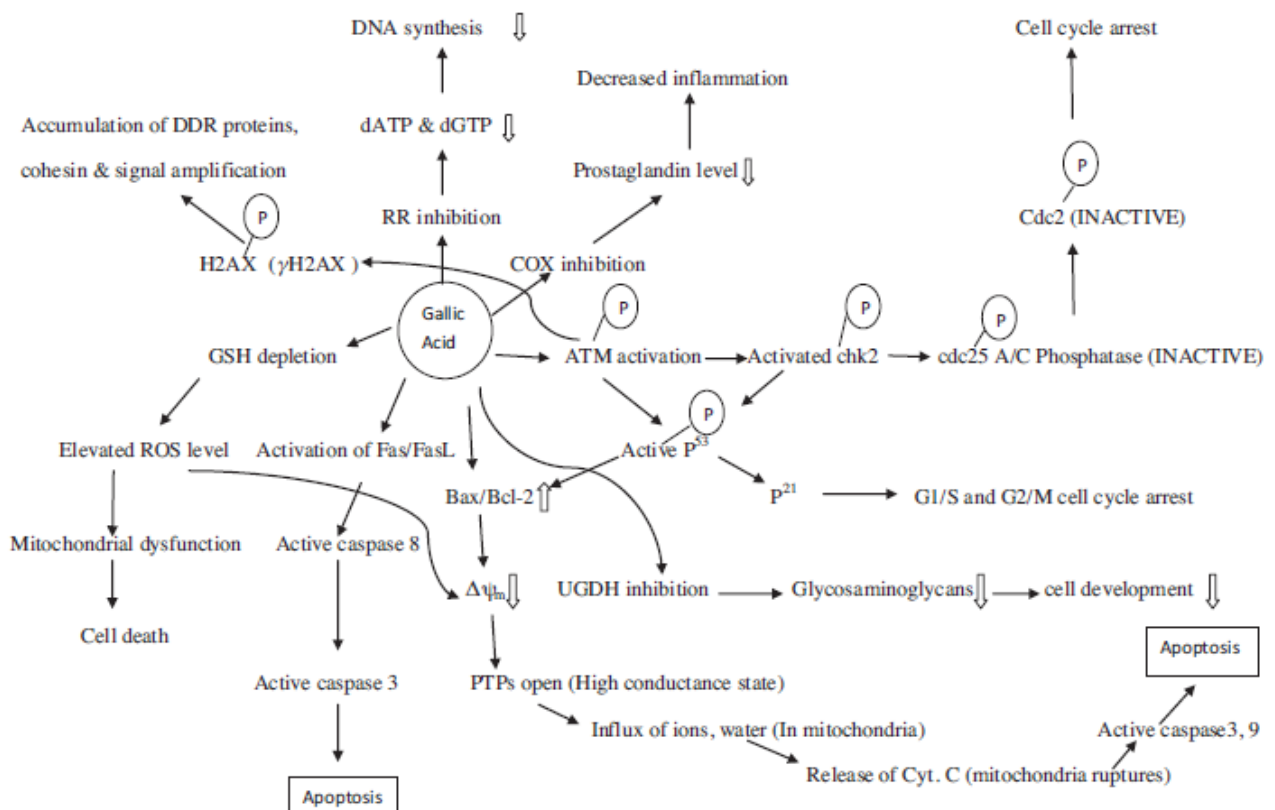 DNA synthesis
Cell cycle arrest
Decreased inflammation
Accumulation of DDR proteins,
dATP & dGTP
cohesin & signal amplification
Prostaglandin level
P
P
RR inhibition
Cdc2 (INACTIVE)
H2AX (γH2AX )
COX inhibition
Gallic
Acid
P
P
P
GSH depletion
ATM activation
Activated chk2
cdc25 A/C Phosphatase (INACTIVE)
P
Elevated ROS level
Activation of Fas/FasL
Active P53
Bax/Bcl-2
P21
G1/S and G2/M cell cycle arrest
Mitochondrial dysfunction
Active caspase 8
Δψm
UGDH inhibition
Glycosaminoglycans
cell development
Cell death
Apoptosis
Active caspase 3
PTPs open (High conductance state)
Influx of ions, water (In mitochondria)
Active caspase3, 9
Release of Cyt. C (mitochondria ruptures)
Apoptosis